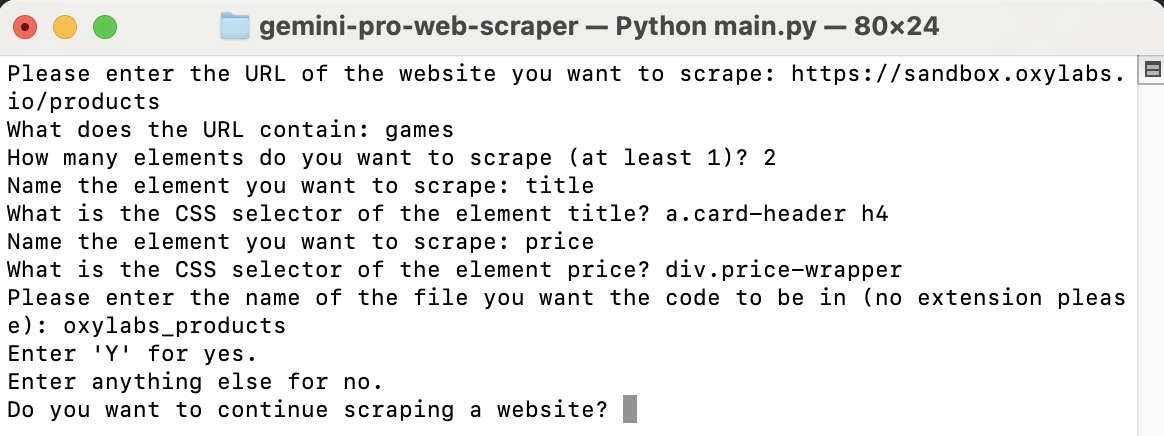 gemini-pro-web-scraper — Python main.py — 80×24
Please enter the URL of the website you want to scrape: https://sandbox.oxylabs.
io/products
What does the URL contain: games
How many elements do you want to scrape (at least 1)? 2
Name the element you want to scrape: title
What is the CSS selector of the element title? a.card-header h4
Name the element you want to scrape: price
What is the CSS selector of the element price? div.price-wrapper
Please enter the name of the file you want the code to be in (no extension pleas
e): oxylabs_products
Enter 'Y' for yes.
Enter anything else for no.
Do you want to continue scraping a website?